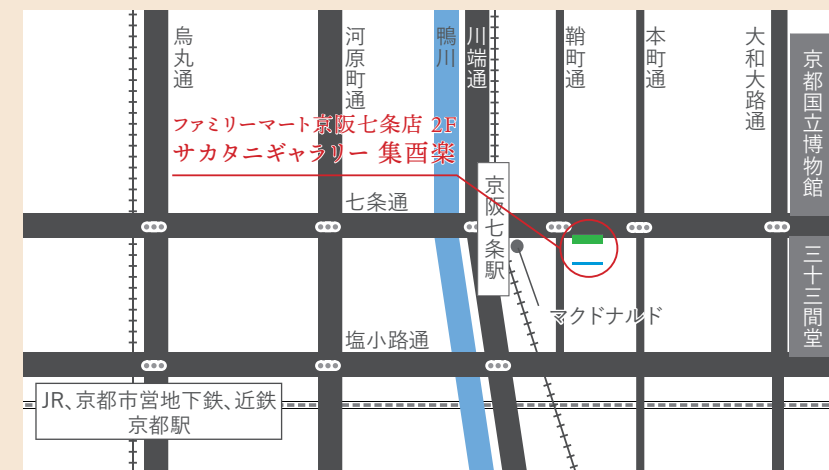 烏丸通
河原町通
鴨川
川端通
鞘町通
本町通
大和大路通
京都国立博物館
ファミリーマート京阪七条店 2F
サカタニギャラリー 集酉楽
七条通
京阪七条駅
三十三間堂
マクドナルド
塩小路通
JR、京都市営地下鉄、近鉄
京都駅